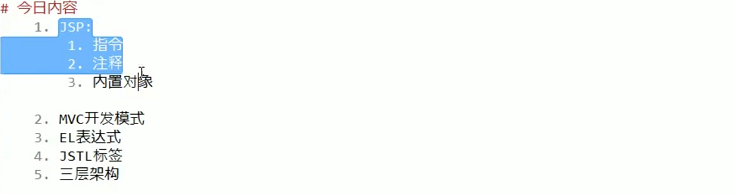 # 今日内容
1. JSP:
1. 指令
2. 注释
3. 内置对象
2. MVC开发模式
3. EL表达式
4. JSTL标签
5. 三层架构